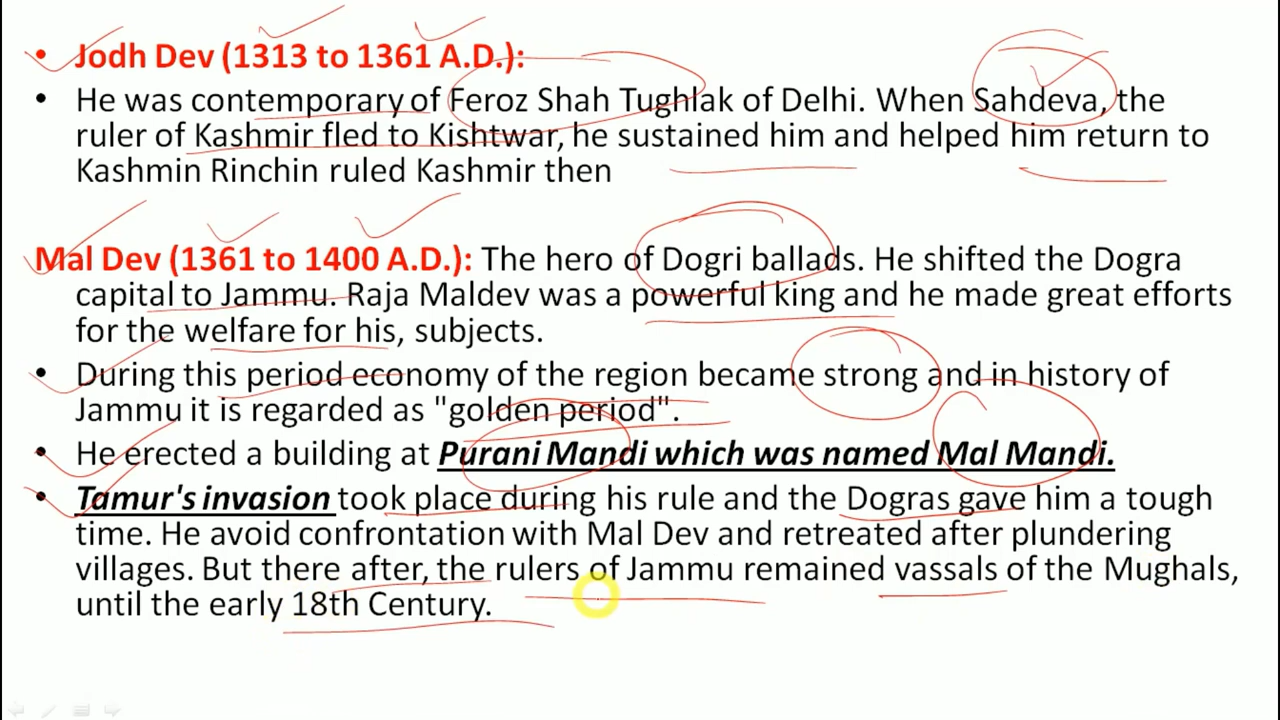 • Jodh Dev (1313 to 1361 A.D.):
• He was contemporary of Feroz Shah Tughlak of Delhi. When Sahdeva, the
ruler of Kashmir fled to Kishtwar, he sustained him and helped him return to
Kashmin Rinchin ruled Kashmir then
Mal Dev (1361 to 1400 A.D.): The hero of Dogri ballads. He shifted the Dogra
capital to Jammu. Raja Maldev was a powerful king and he made great efforts
for the welfare for his, subjects.
• During this period economy of the region became strong and in history of
Jammu it is regarded as "golden period".
• He erected a building at Purani Mandi which was named Mal Mandi.
• Tamur's invasion took place during his rule and the Dogras gave him a tough
time. He avoid confrontation with Mal Dev and retreated after plundering
villages. But there after, the rulers of Jammu remained vassals of the Mughals,
until the early 18th Century.